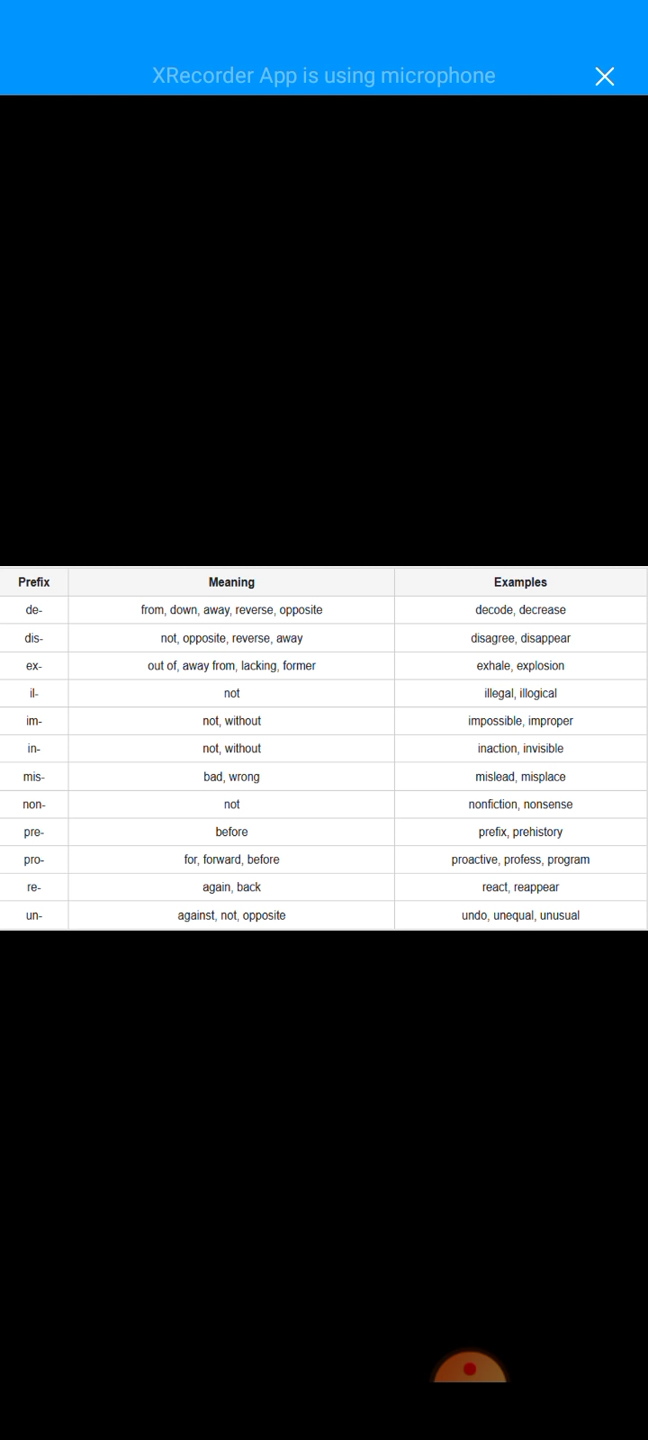 XRecorder App is using microphone
Prefix Meaning Examples
de- from, down, away, reverse, opposite decode, decrease
dis- not, opposite, reverse, away disagree, disappear
ex- out of, away from, lacking, former exhale, explosion
il- not illegal, illogical
im- not, without impossible, improper
in- not, without inaction, invisible
mis- bad, wrong mislead, misplace
non- not nonfiction, nonsense
pre- before prefix, prehistory
pro- for, forward, before proactive, profess, program
re- again, back react, reappear
un- against, not, opposite undo, unequal, unusual